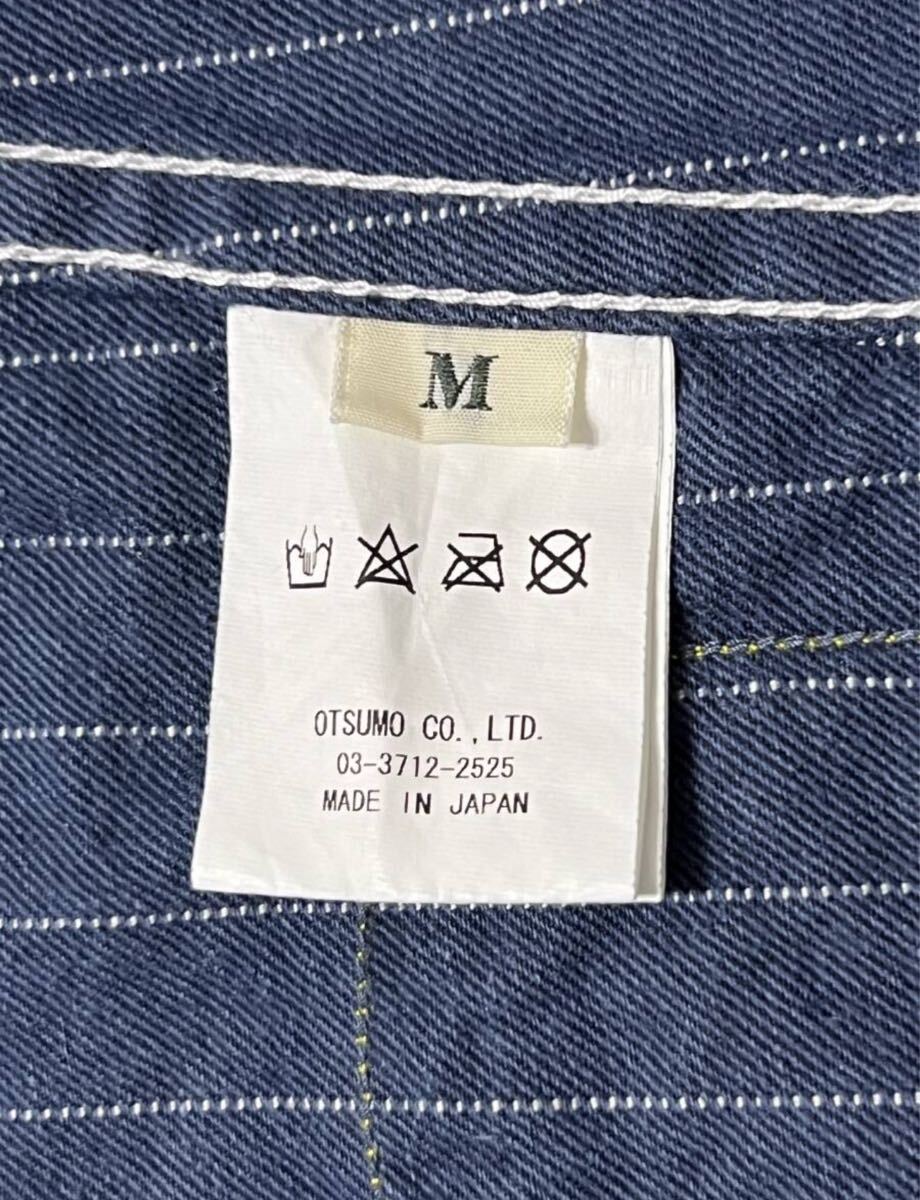 M
OTSUMO CO.,LTD.
03-3712-2525
MADE IN JAPAN